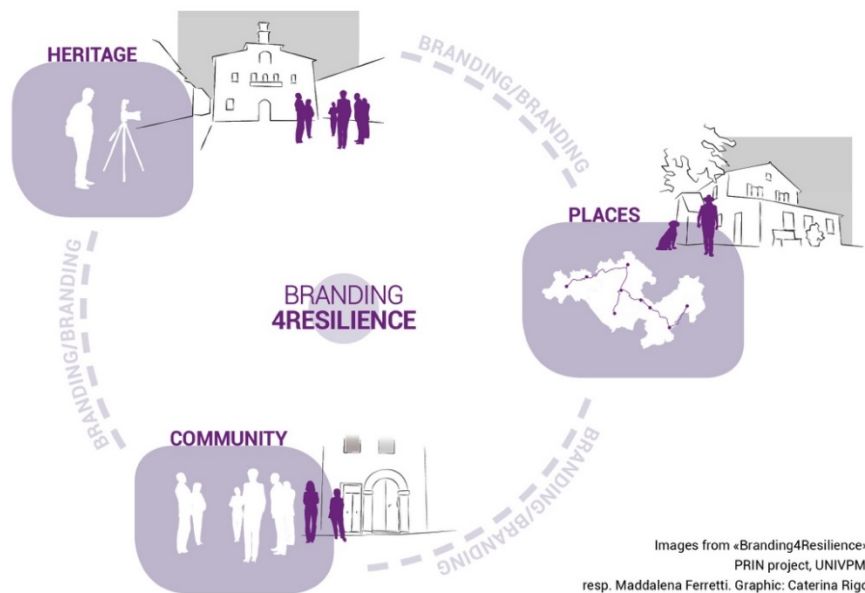 HERITAGE
BRANDING/BRANDING
PLACES
BRANDING/BRANDING
BRANDING
4RESILIENCE
COMMUNITY
BRANDING/BRANDING
Images from «Branding4Resilience»
PRIN project, UNIVPM
resp. Maddalena Ferretti. Graphic: Caterina Rigo